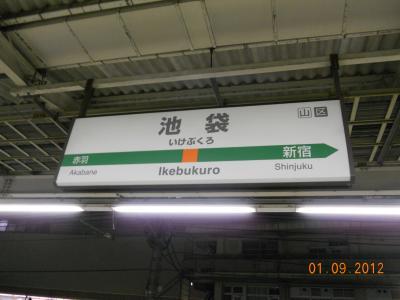 山 区
池袋
いけぶくろ
赤羽
Akabane
Ikebukuro
新宿
Shinjuku
01.09.2012